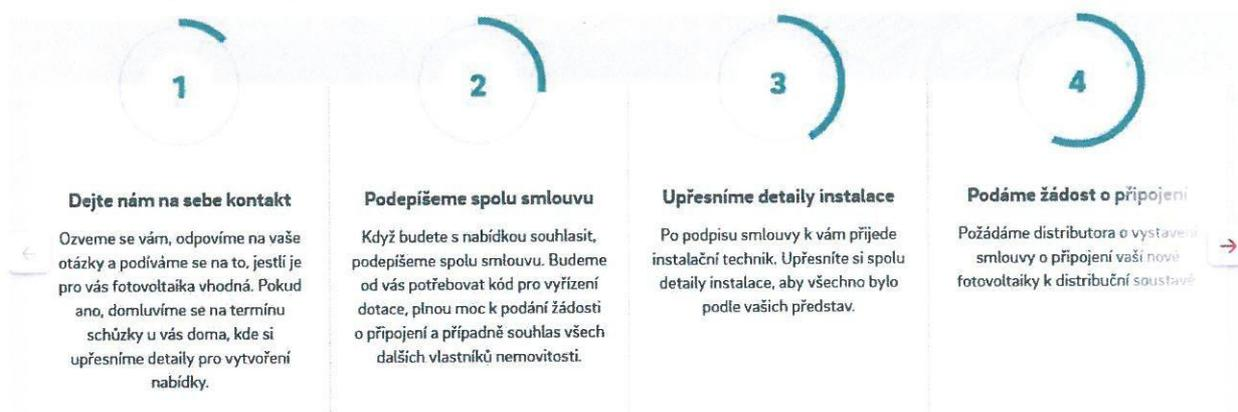 1
Dejte nám na sebe kontakt
Ozveme se vám, odpovíme na vaše
otázky a podíváme se na to, jestli je
pro vás fotovoltaika vhodná. Pokud
ano, domluvíme se na termínu
schůzky u vás doma, kde si
upřesníme detaily pro vytvoření
nabídky.
2
Podepíšeme spolu smlouvu
Když budete s nabídkou souhlasit,
podepíšeme spolu smlouvu. Budeme
od vás potřebovat kód pro vyřízení
dotace, plnou moc k podání žádosti
o připojení a případně souhlas všech
dalších vlastníků nemovitosti.
3
Upřesníme detaily instalace
Po podpisu smlouvy k vám přijede
instalační technik. Upřesníte si spolu
detaily instalace, aby všechno bylo
podle vašich představ.
4
Podáme žádost o připojení
Požádáme distributora o vystavení
smlouvy o připojení vaší nové
fotovoltaiky k distribuční soustavě